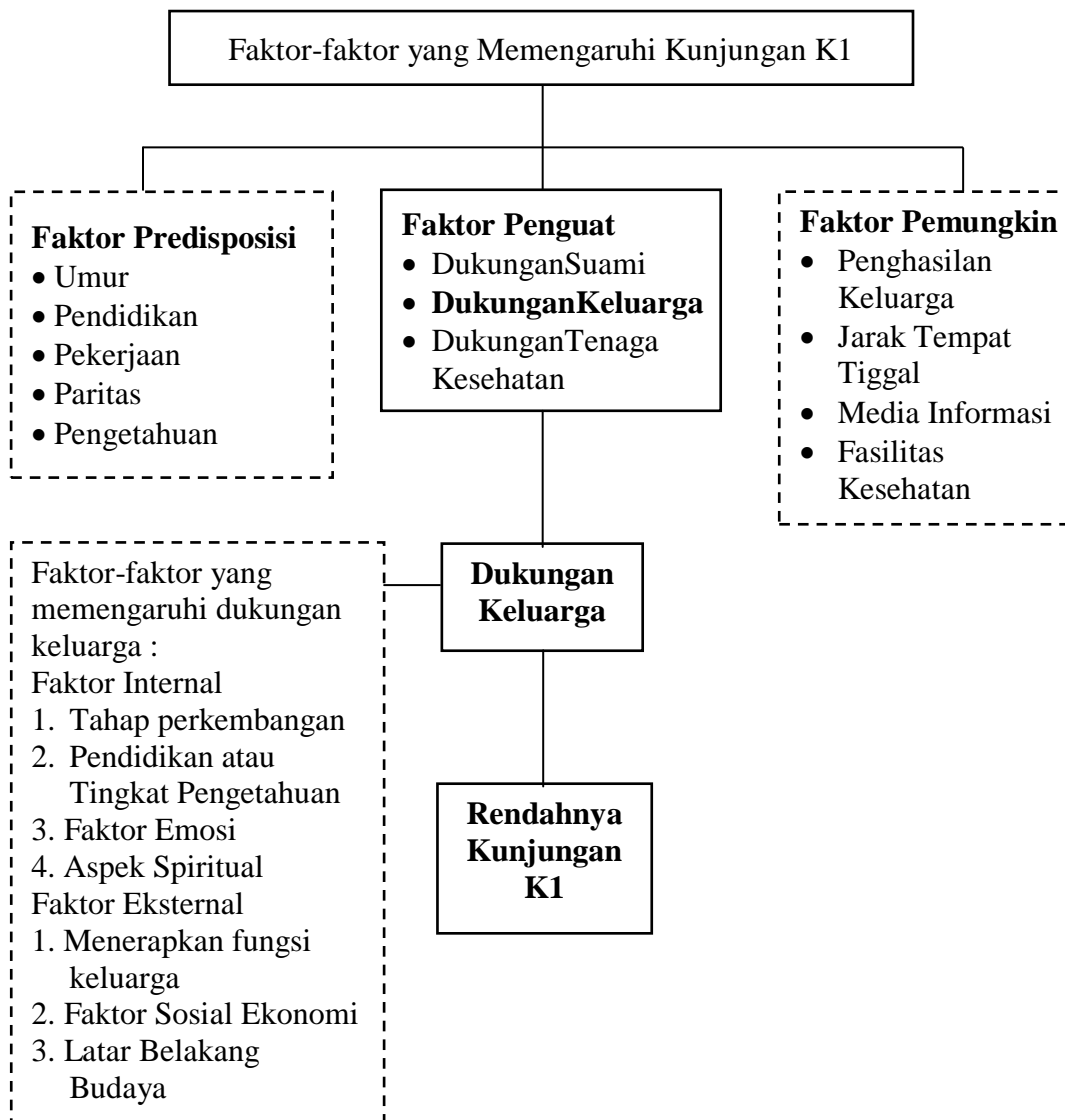 Faktor-faktor yang Memengaruhi Kunjungan K1
Faktor Predisposisi
• Umur
• Pendidikan
• Pekerjaan
• Paritas
• Pengetahuan
Faktor Penguat
• DukunganSuami
• DukunganKeluarga
• DukunganTenaga
Kesehatan
Faktor Pemungkin
• Penghasilan
Keluarga
• Jarak Tempat
Tiggal
• Media Informasi
• Fasilitas
Kesehatan
Faktor-faktor yang
memengaruhi dukungan
keluarga :
Faktor Internal
1. Tahap perkembangan
2. Pendidikan atau
Tingkat Pengetahuan
3. Faktor Emosi
4. Aspek Spiritual
Faktor Eksternal
1. Menerapkan fungsi
keluarga
2. Faktor Sosial Ekonomi
3. Latar Belakang
Budaya
Dukungan
Keluarga
Rendahnya
Kunjungan
K1